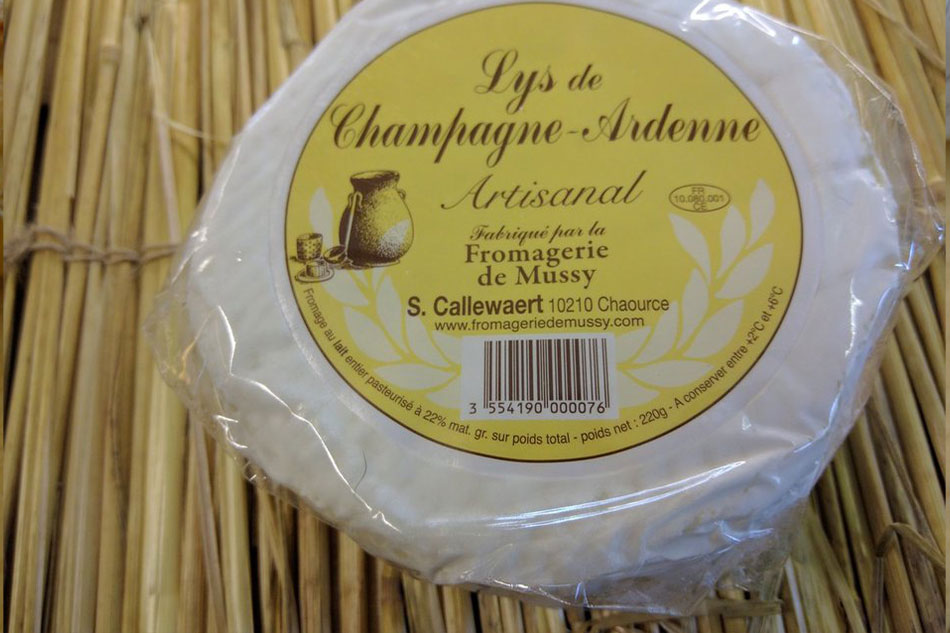 Lys de
Champagne-Ardenne
Artisanal
FR
10.080.001
CE
Fabriqué par la
Fromagerie
de Mussy
S. Callewaert 10210 Chaource
www.fromageriedemussy.com
3 554190 000076
Fromage au lait entier pasteurisé à 22% mat. gr. sur poids total - poids net : 220g - A conserver entre +2°C et +6°C